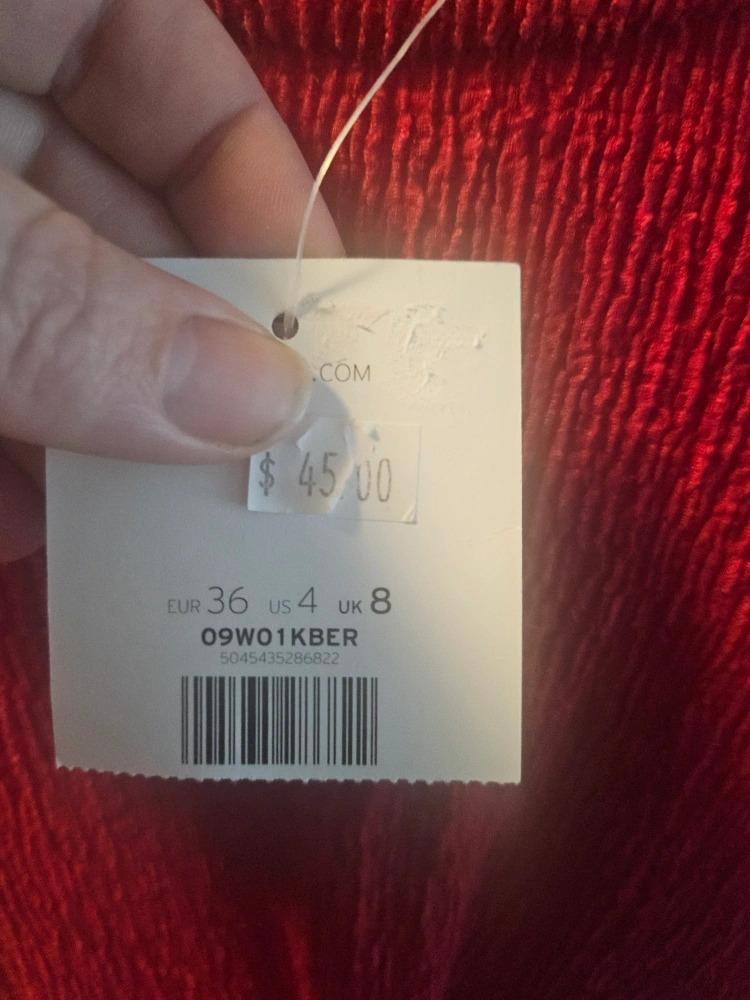 .COM
$ 45.00
EUR 36 US 4 UK 8
09W01KBER
5045435286822